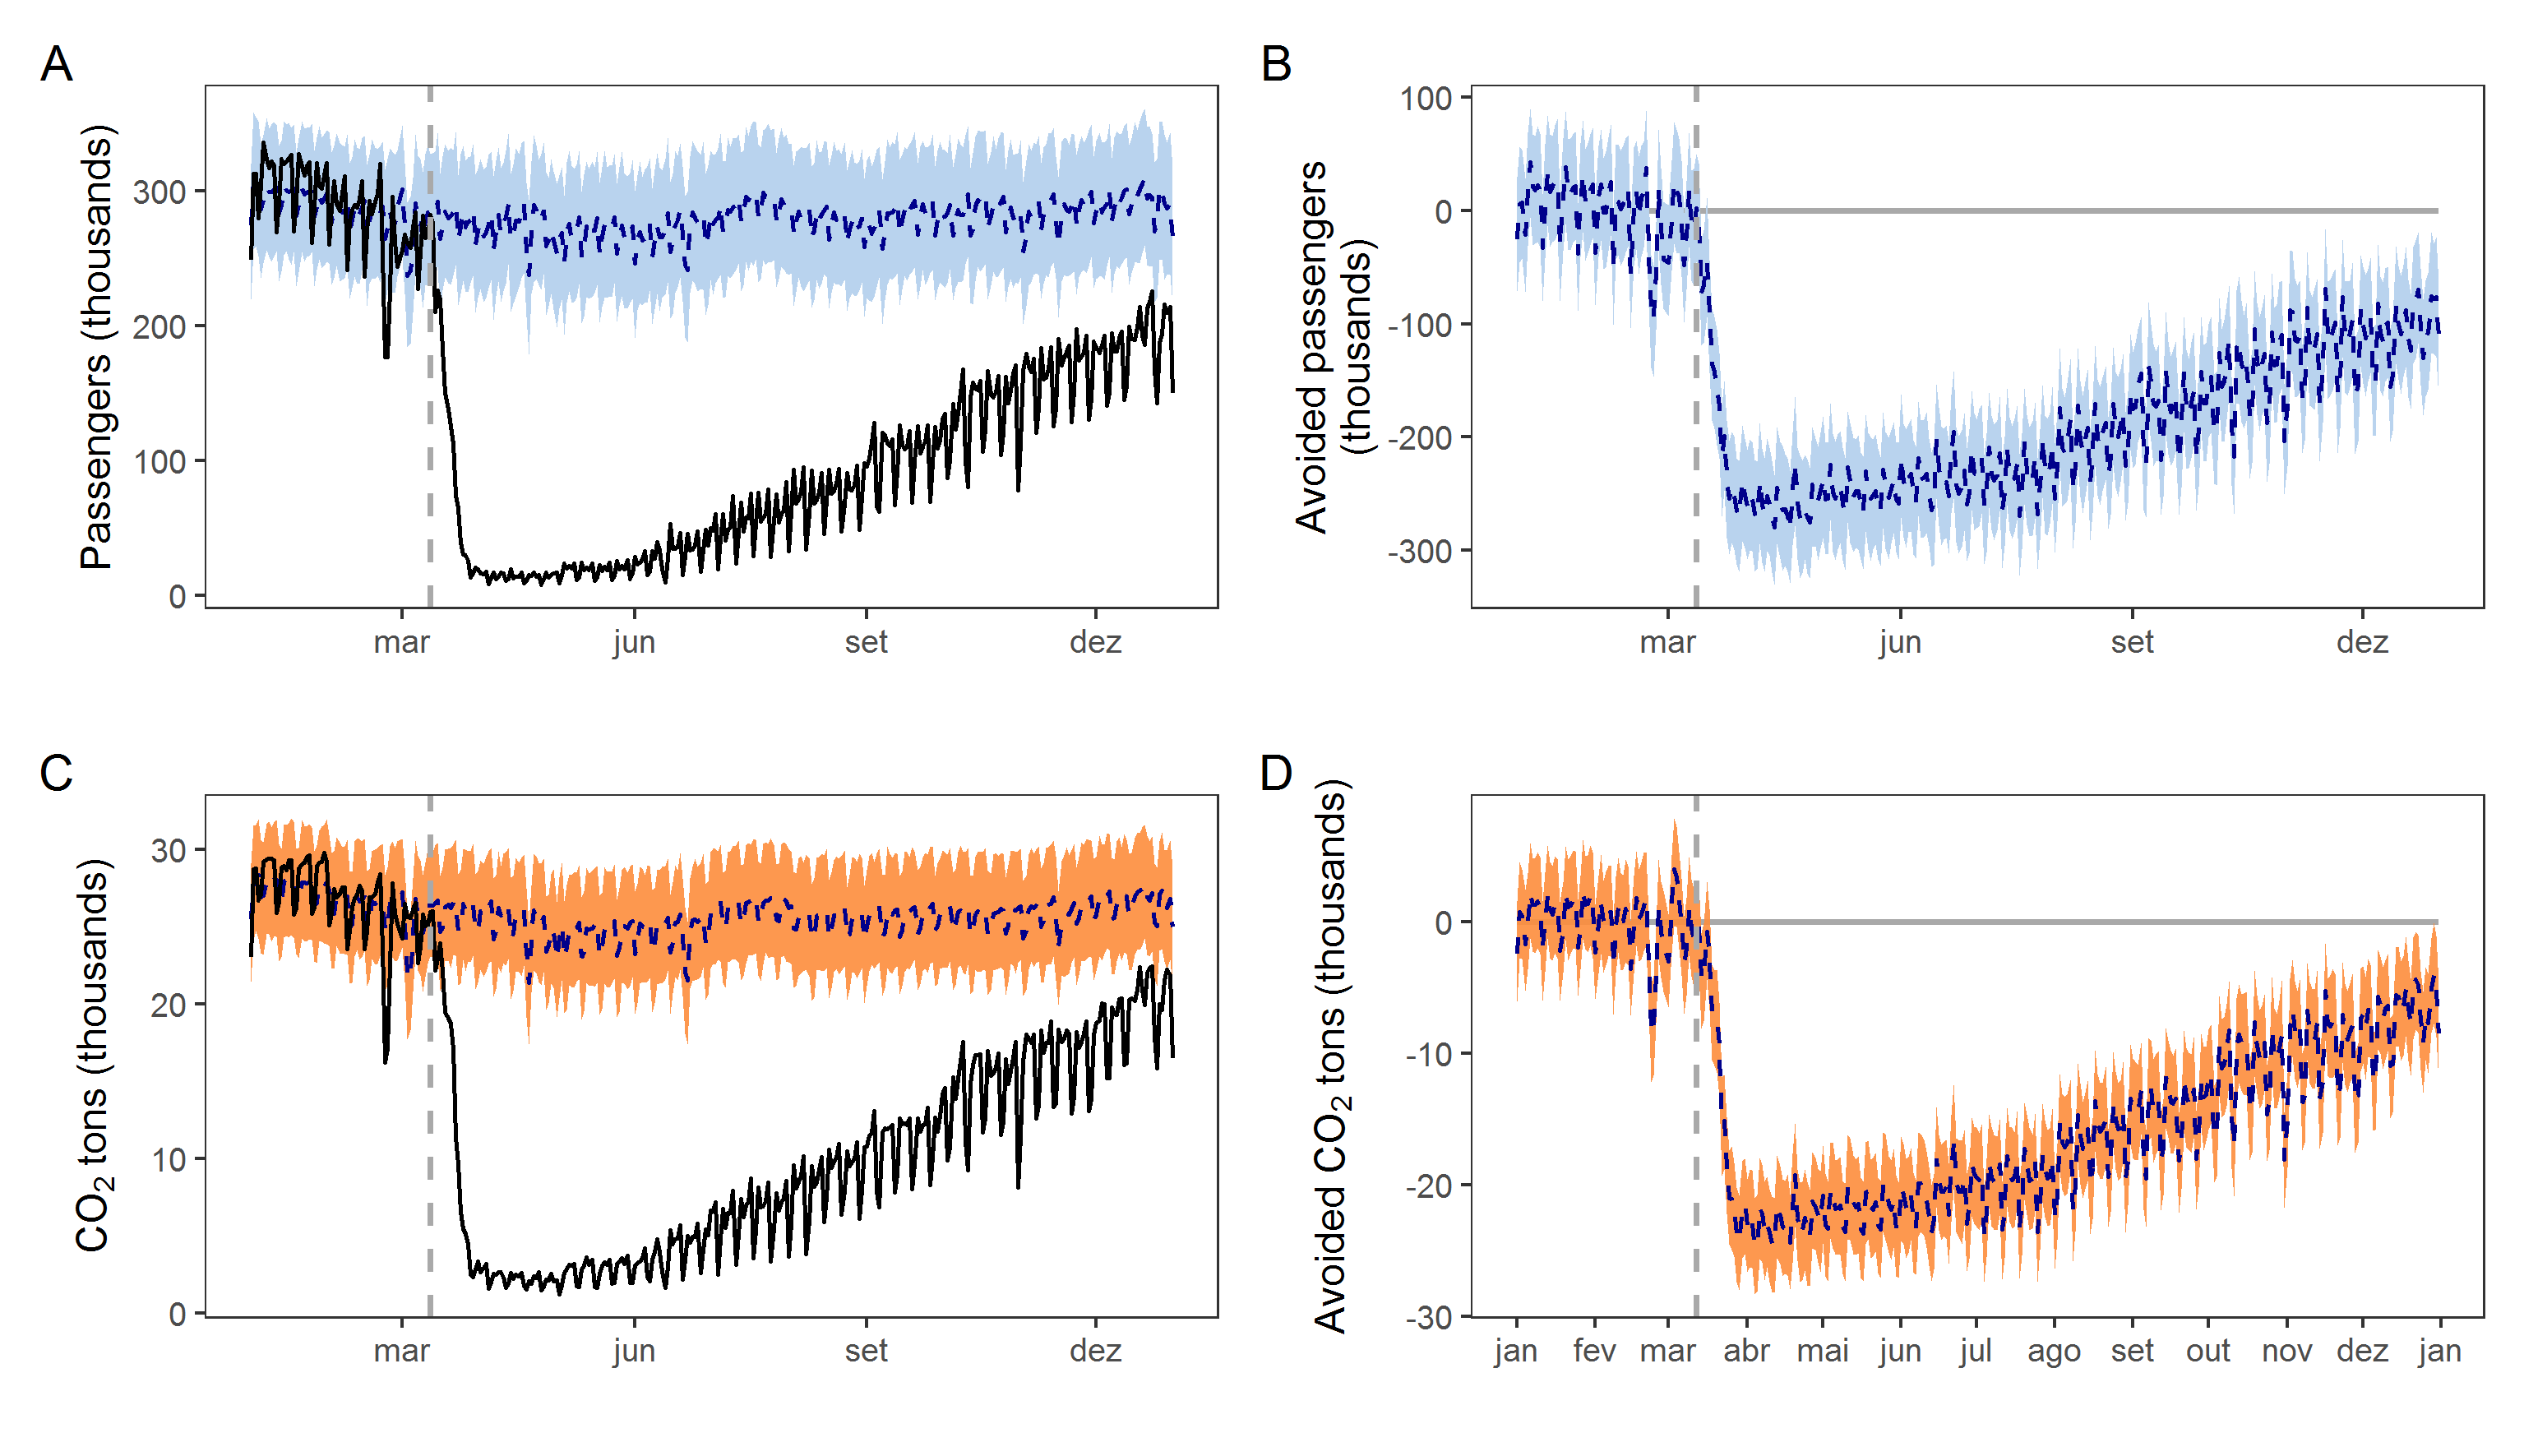 A
Passengers (thousands)
300
200
100
0
mar jun set dez
B
Avoided passengers
(thousands)
100
0
-100
-200
-300
mar jun set dez
C
CO₂ tons (thousands)
30
20
10
0
mar jun set dez
D
Avoided CO₂ tons (thousands)
0
-10
-20
-30
jan fev mar abr mai jun jul ago set out nov dez jan